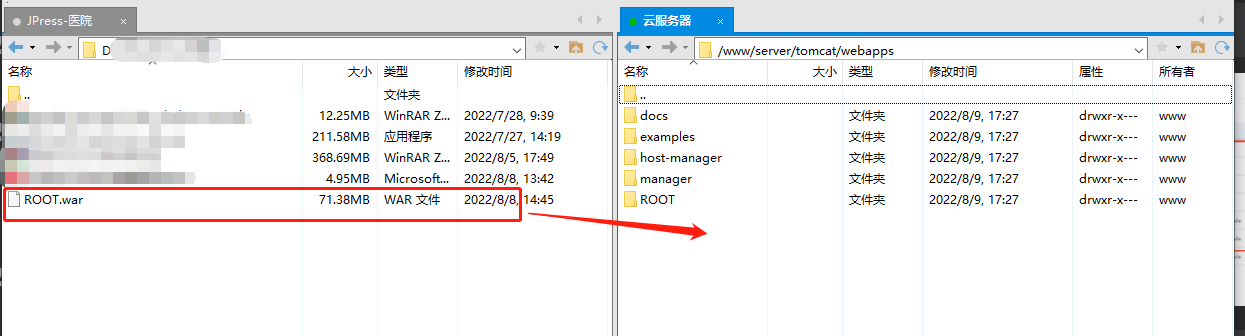 JPress-医院 ×
D
名称 大小 类型 修改时间
.. 文件夹
12.25MB WinRAR Z... 2022/7/28, 9:39
211.58MB 应用程序 2022/7/27, 14:19
368.69MB WinRAR Z... 2022/8/5, 17:49
4.95MB Microsoft... 2022/8/8, 13:42
ROOT.war 71.38MB WAR 文件 2022/8/8, 14:45
云服务器 ×
/www/server/tomcat/webapps
名称 大小 类型 修改时间 属性 所有者
..
docs 文件夹 2022/8/9, 17:27 drwxr-x--- www
examples 文件夹 2022/8/9, 17:27 drwxr-x--- www
host-manager 文件夹 2022/8/9, 17:27 drwxr-x--- www
manager 文件夹 2022/8/9, 17:27 drwxr-x--- www
ROOT 文件夹 2022/8/9, 17:27 drwxr-x--- www